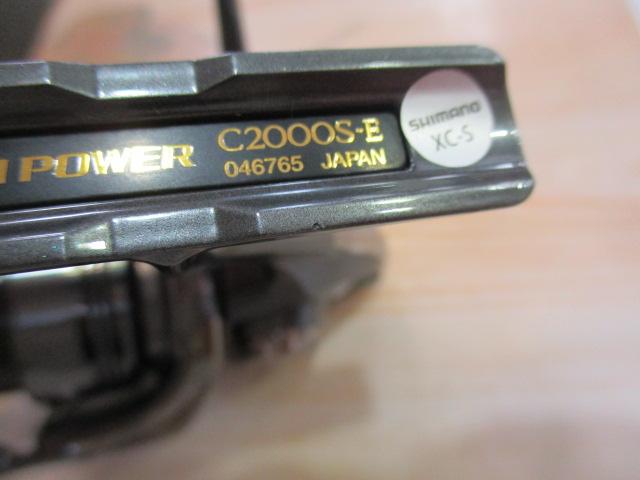 POWER C2000S-E
046765 JAPAN
SHIMANO
XC-S